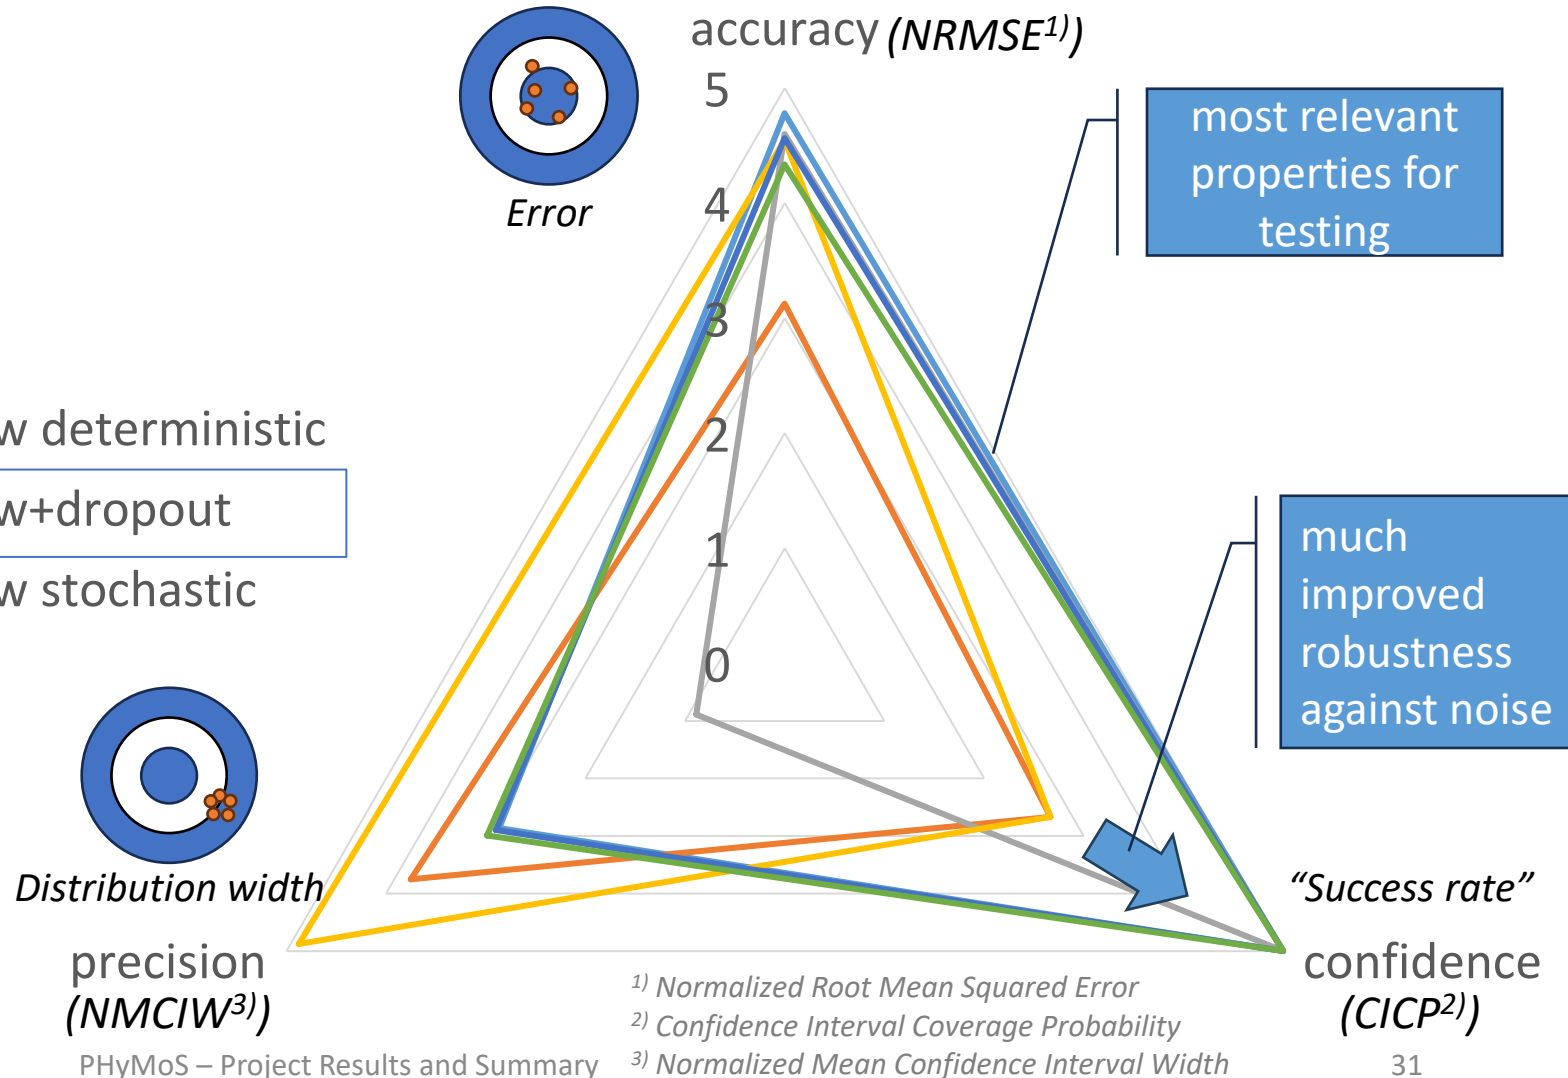 accuracy (NRMSE1))
5
4
3
2
1
0
Error
most relevant
properties for
testing
w deterministic
w+dropout
w stochastic
much
improved
robustness
against noise
Distribution width
precision
(NMCIW3))
“Success rate”
confidence
(CICP2))
1) Normalized Root Mean Squared Error
2) Confidence Interval Coverage Probability
3) Normalized Mean Confidence Interval Width
PHyMoS – Project Results and Summary
31